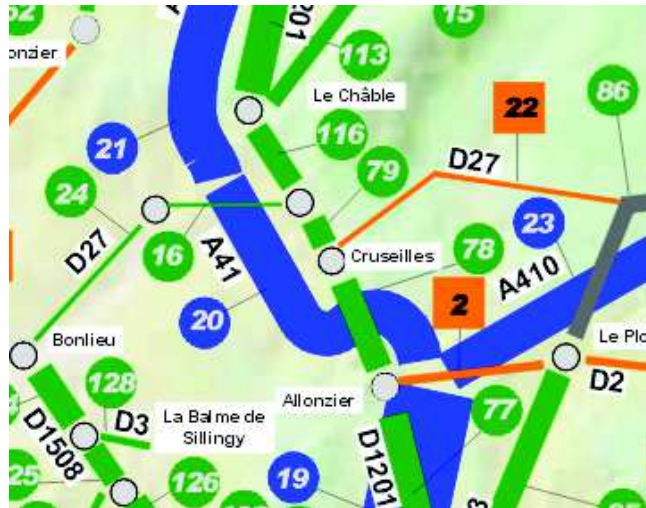 15
onzier
201
113
Le Châble
22
86
116
21
79
D27
24
23
D27
16
A41
Cruseilles
78
A410
20
2
Bonlieu
Le Plo
128
D2
Allonzier
D3
La Balme de
Sillingy
77
D1508
D1201
25
126
19